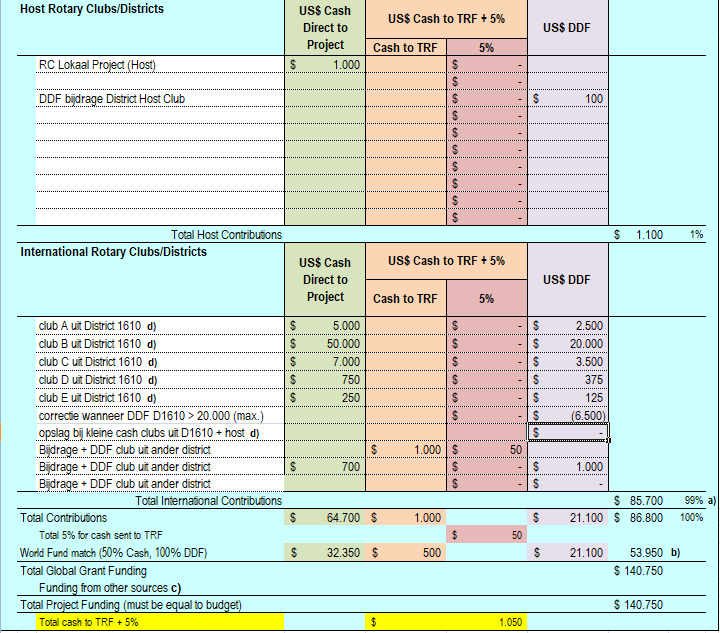 Host Rotary Clubs/Districts US$ Cash Direct to Project US$ Cash to TRF + 5% US$ DDF
Cash to TRF 5%
RC Lokaal Project (Host) $ 1.000 $ -
$ -
DDF bijdrage District Host Club $ - $ 100
$ -
$ -
$ -
$ -
$ -
$ -
$ -
Total Host Contributions $ 1.100 1%
International Rotary Clubs/Districts US$ Cash Direct to Project US$ Cash to TRF + 5% US$ DDF
Cash to TRF 5%
club A uit District 1610 d) $ 5.000 $ - $ 2.500
club B uit District 1610 d) $ 50.000 $ - $ 20.000
club C uit District 1610 d) $ 7.000 $ - $ 3.500
club D uit District 1610 d) $ 750 $ - $ 375
club E uit District 1610 d) $ 250 $ - $ 125
correctie wanneer DDF D1610 > 20.000 (max.) $ - $ (6.500)
opslag bij kleine cash clubs uit D1610 + host d) $ -
Bijdrage + DDF club uit ander district $ 1.000 $ 50
Bijdrage + DDF club uit ander district $ 700 $ - $ 1.000
Bijdrage + DDF club uit ander district $ - $ -
Total International Contributions $ 85.700 99% a)
Total Contributions $ 64.700 $ 1.000 $ 21.100 $ 86.800 100%
Total 5% for cash sent to TRF $ 50
World Fund match (50% Cash, 100% DDF) $ 32.350 $ 500 $ 21.100 53.950 b)
Total Global Grant Funding $ 140.750
Funding from other sources c)
Total Project Funding (must be equal to budget) $ 140.750
Total cash to TRF + 5% $ 1.050